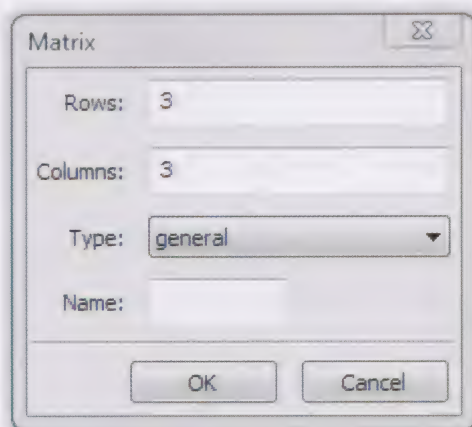 Matrix
Rows: 3
Columns: 3
Type: general
Name:
OK Cancel